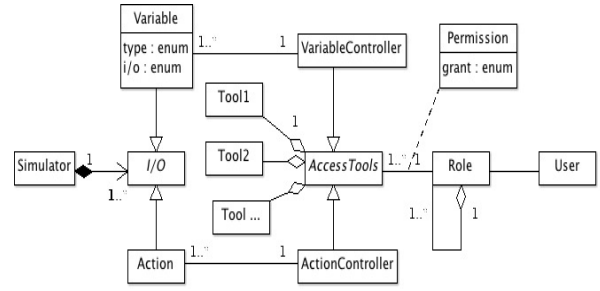 Variable
type : enum
i/o : enum
1..*
1
VariableController
Permission
grant : enum
Tool1
1
Tool2
Simulator
1
I/O
1..*
AccessTools
1..*
1
Role
User
Tool ...
1..*
1
Action
1..*
1
ActionController